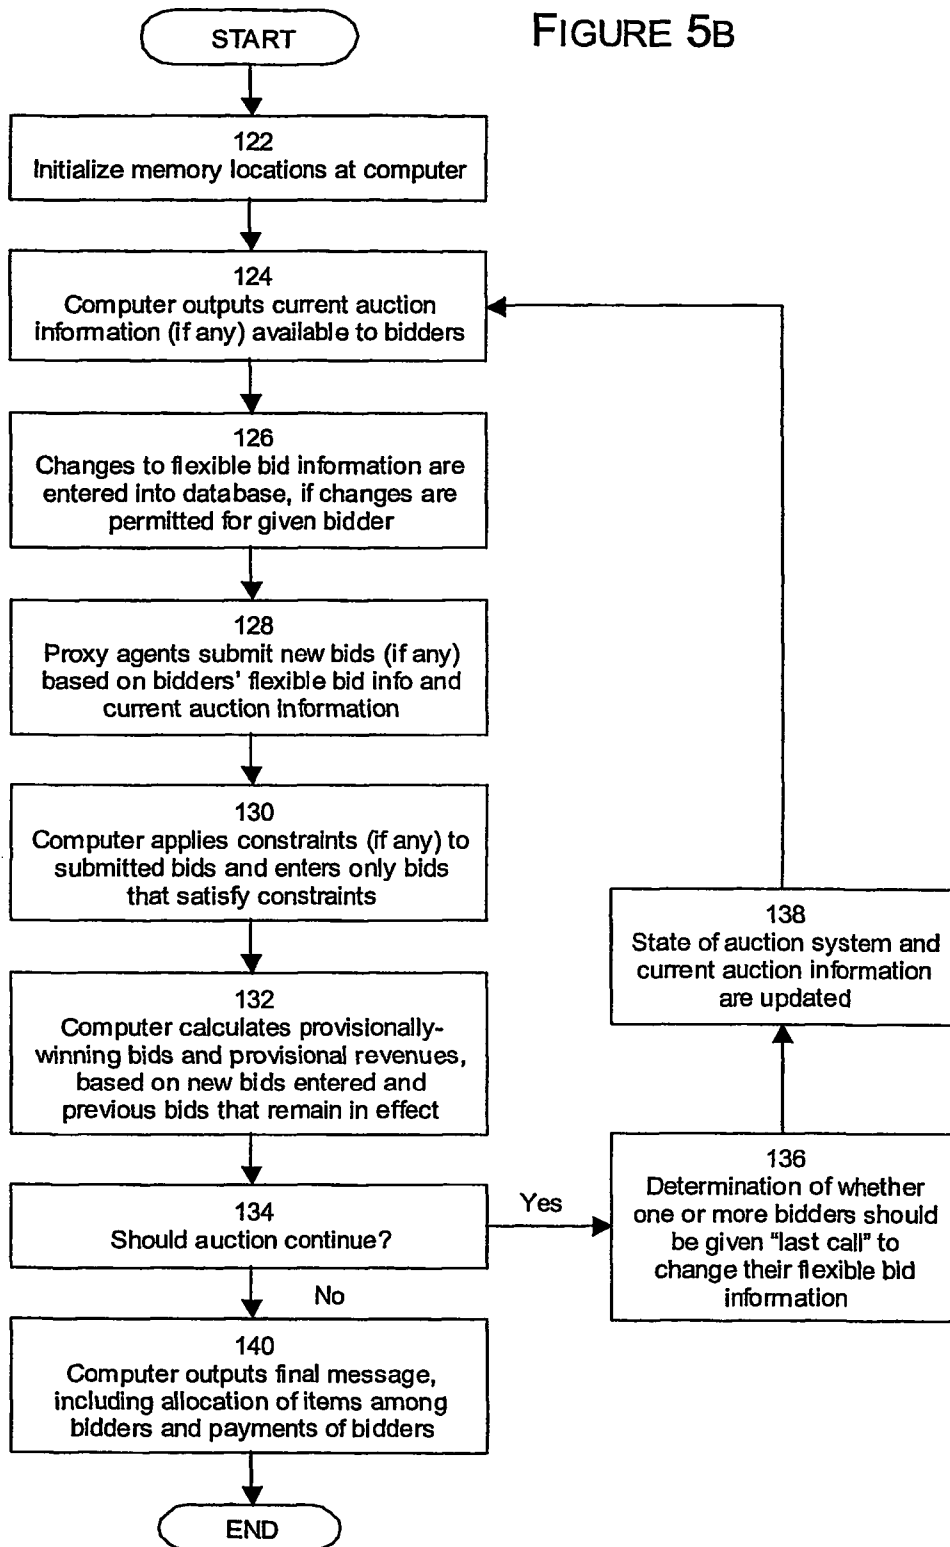 FIGURE 5B
START
122
Initialize memory locations at computer
124
Computer outputs current auction
information (if any) available to bidders
126
Changes to flexible bid information are
entered into database, if changes are
permitted for given bidder
128
Proxy agents submit new bids (if any)
based on bidders' flexible bid info and
current auction information
130
Computer applies constraints (if any) to
submitted bids and enters only bids
that satisfy constraints
132
Computer calculates provisionally-
winning bids and provisional revenues,
based on new bids entered and
previous bids that remain in effect
134
Should auction continue?
Yes
No
136
Determination of whether
one or more bidders should
be given "last call" to
change their flexible bid
information
138
State of auction system and
current auction information
are updated
140
Computer outputs final message,
including allocation of items among
bidders and payments of bidders
END